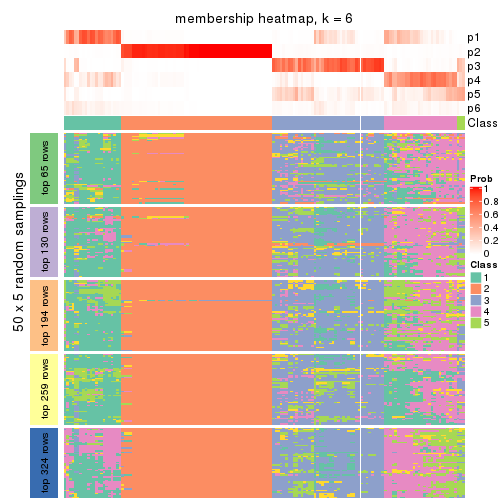 membership heatmap, k = 6
p1
p2
p3
p4
p5
p6
Class
50 x 5 random samplings
top 65 rows
top 130 rows
top 194 rows
top 259 rows
top 324 rows
Prob
1
0.8
0.6
0.4
0.2
0
Class
1
2
3
4
5